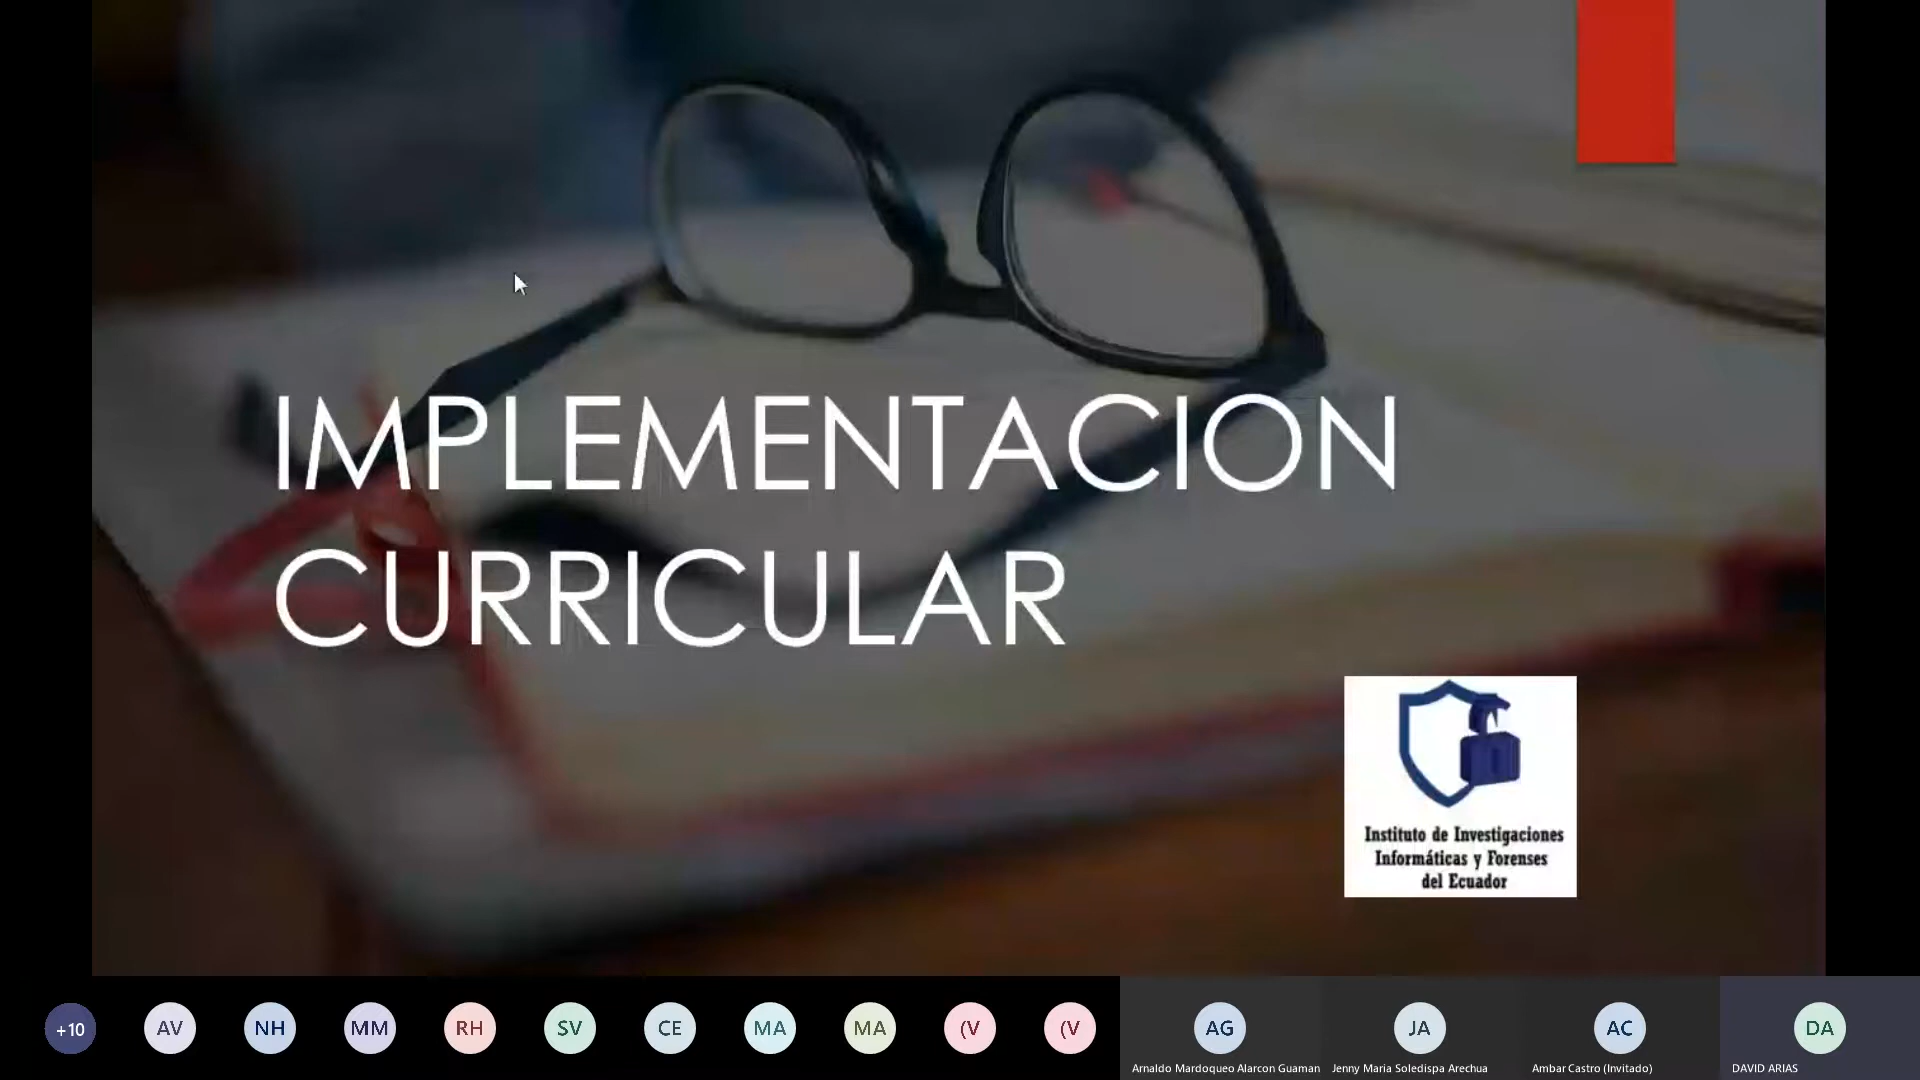 IMPLEMENTACION
CURRICULAR
Instituto de Investigaciones
Informáticas y Forenses
del Ecuador
+10
AV
NH
MM
RH
SV
CE
MA
MA
(V
(V
AG
JA
AC
DA
Arnaldo Mardoqueo Alarcon Guaman
Jenny Maria Soledispa Arechua
Ambar Castro (Invitado)
DAVID ARIAS